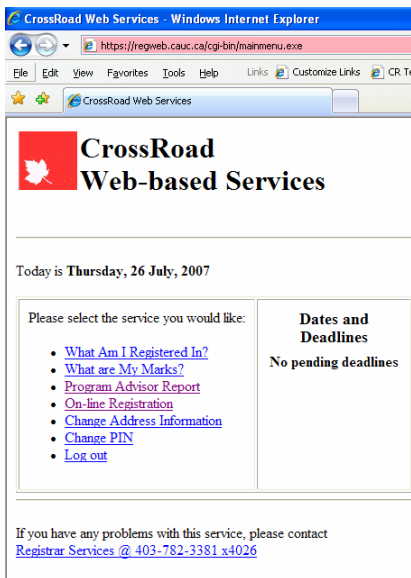 CrossRoad Web Services - Windows Internet Explorer
https://regweb.cauc.ca/cgi-bin/mainmenu.exe
File Edit View Favorites Tools Help Links Customize Links CR
CrossRoad Web Services
CrossRoad
Web-based Services
Today is Thursday, 26 July, 2007
Please select the service you would like:
What Am I Registered In?
What are My Marks?
Program Advisor Report
On-line Registration
Change Address Information
Change PIN
Log out
Dates and
Deadlines
No pending deadlines
If you have any problems with this service, please contact
Registrar Services @ 403-782-3381 x4026